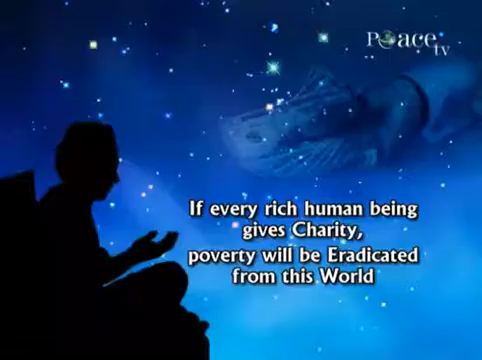 Peace
tv
If every rich human being
gives Charity,
poverty will be Eradicated
from this World